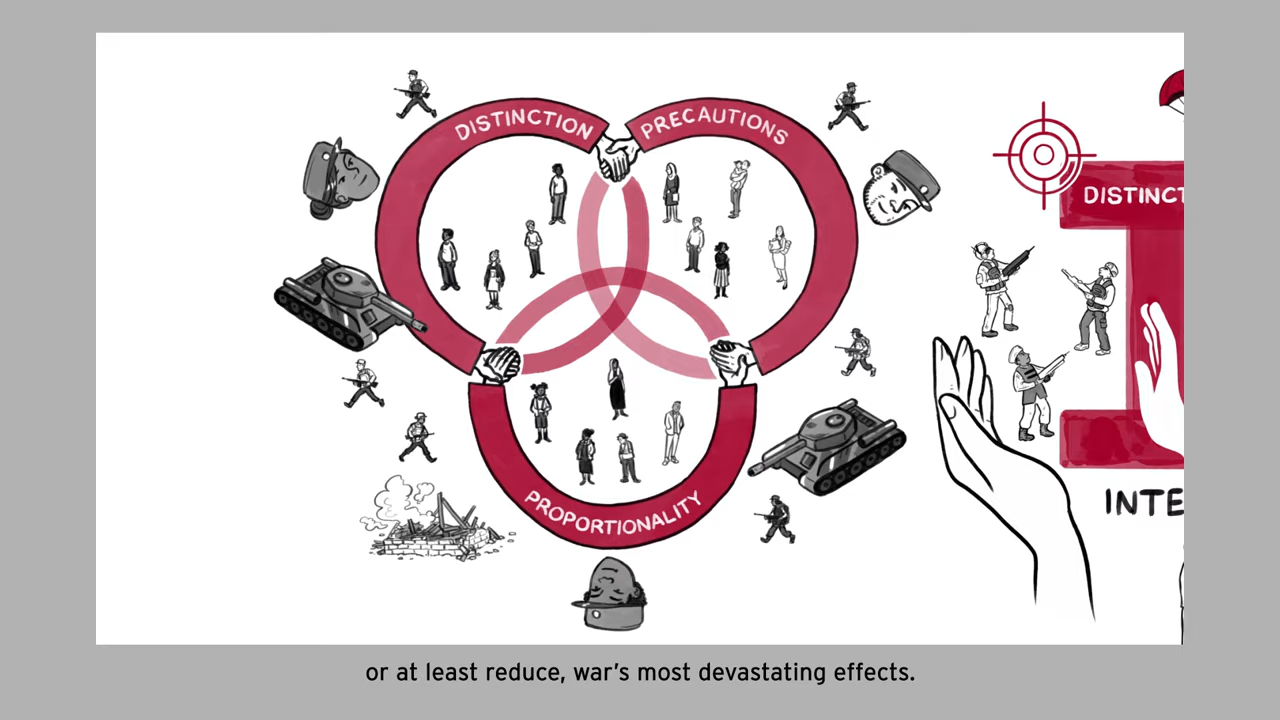 DISTINCTION
PRECAUTIONS
PROPORTIONALITY
DISTINCT
INTE
or at least reduce, war's most devastating effects.